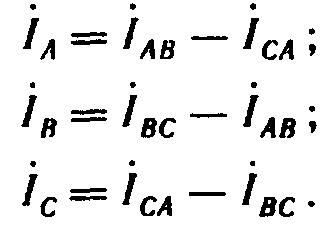 İ_A = İ_AB − İ_CA ;
İ_B = İ_BC − İ_AB ;
İ_C = İ_CA − İ_BC .